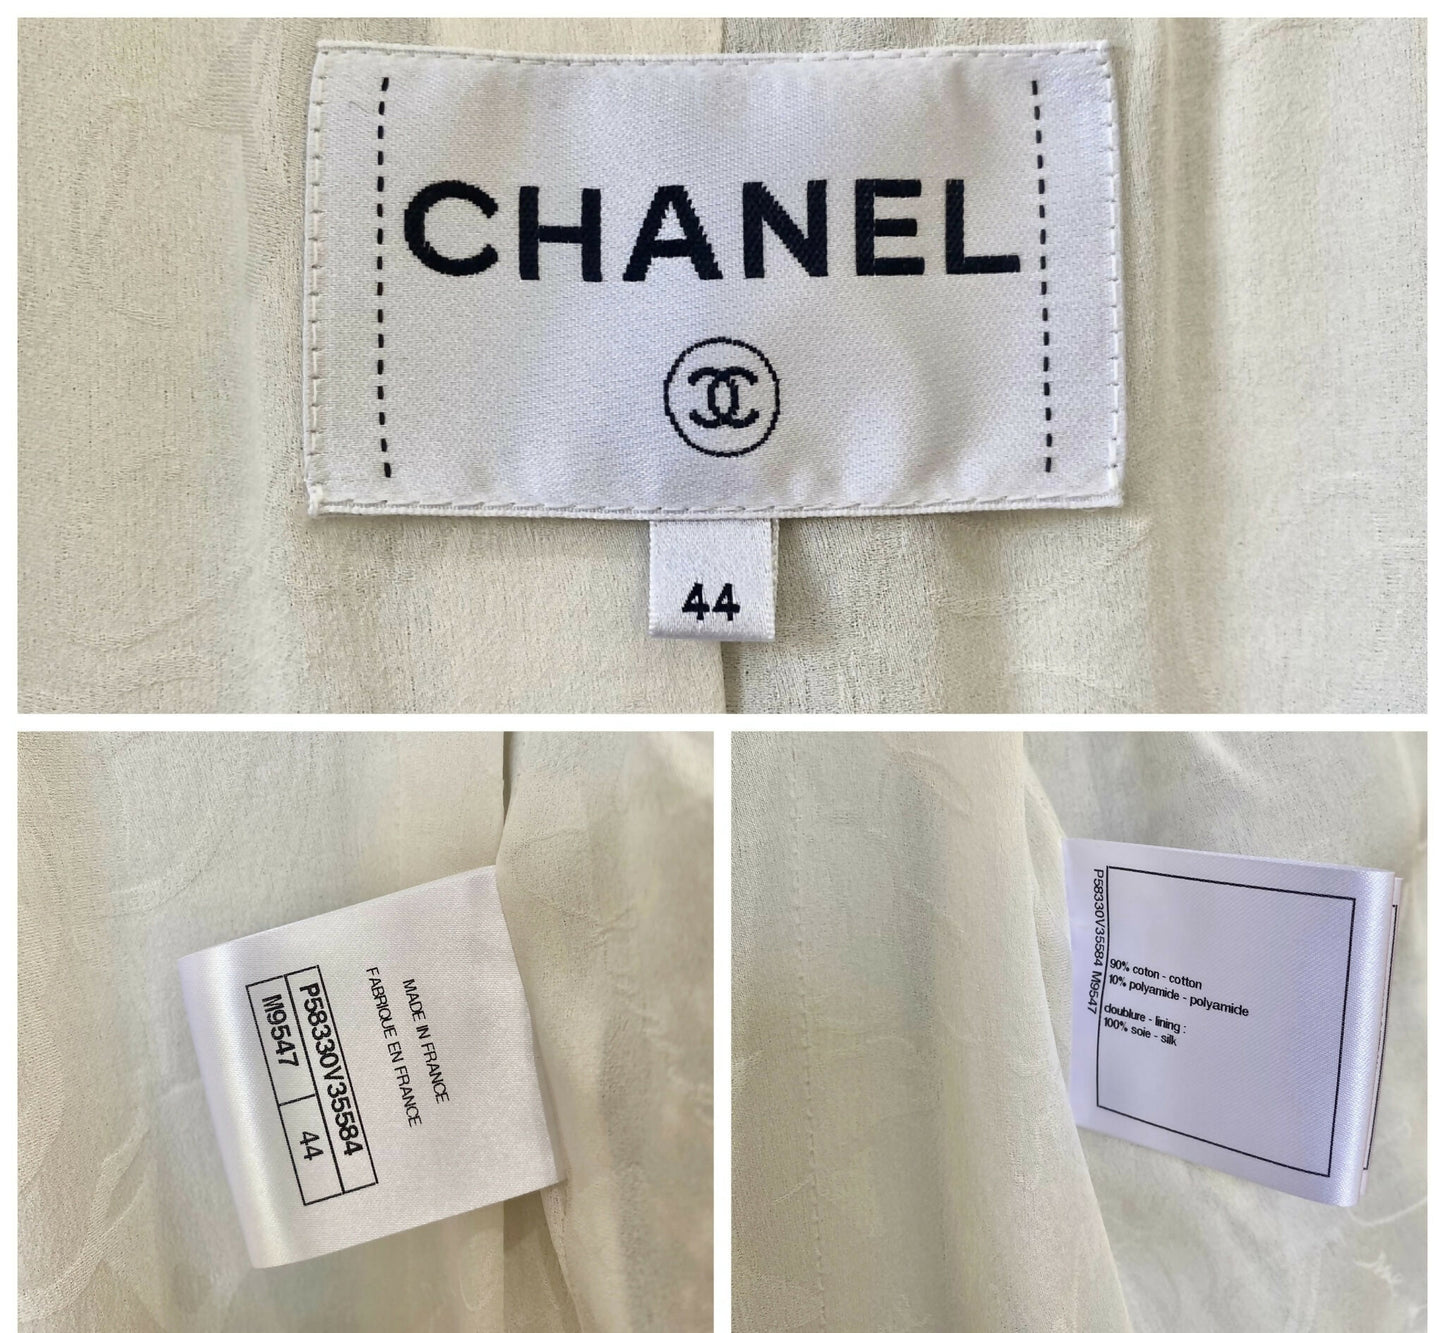 CHANEL
44
MADE IN FRANCE
FABRIQUE EN FRANCE
P58330V35584
M9547
44
P58330V35584 M9547
90% coton - cotton
10% polyamide - polyamide
doublure - lining :
100% soie - silk